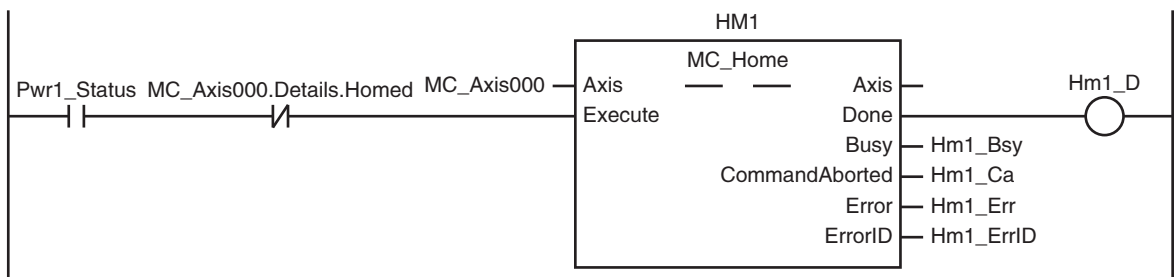 HM1
MC_Home
Pwr1_Status MC_Axis000.Details.Homed MC_Axis000 Axis Axis Hm1_D
Execute Done
Busy Hm1_Bsy
CommandAborted Hm1_Ca
Error Hm1_Err
ErrorID Hm1_ErrID